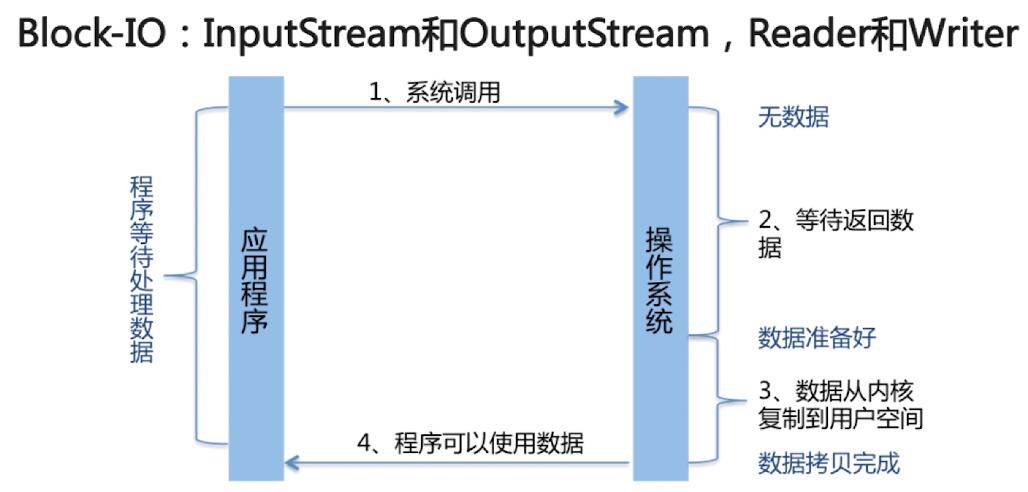 Block-IO：InputStream和OutputStream，Reader和Writer
1、系统调用
无数据
程序等待处理数据
应用程序
操作系统
2、等待返回数
据
数据准备好
3、数据从内核
复制到用户空间
4、程序可以使用数据
数据拷贝完成